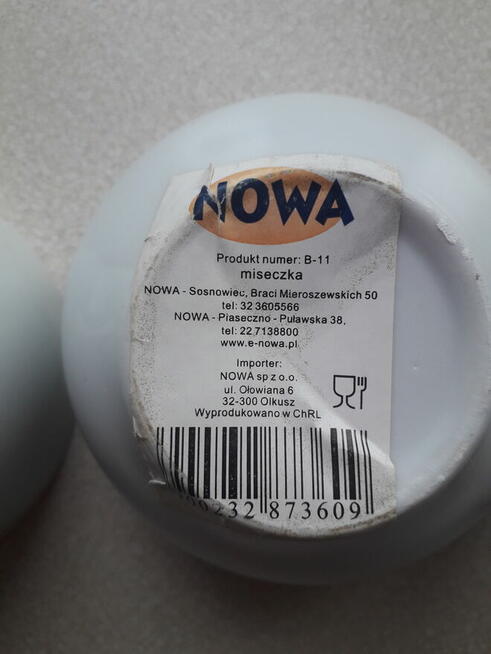 NOWA
Produkt numer: B-11
miseczka
NOWA - Sosnowiec, Braci Mieroszewskich 50
tel: 32 3605566
NOWA - Piaseczno - Puławska 38,
tel: 22 7138800
www.e-nowa.pl
Importer:
NOWA sp z o.o.
ul. Ołowiana 6
32-300 Olkusz
Wyprodukowano w ChRL
00232 873609